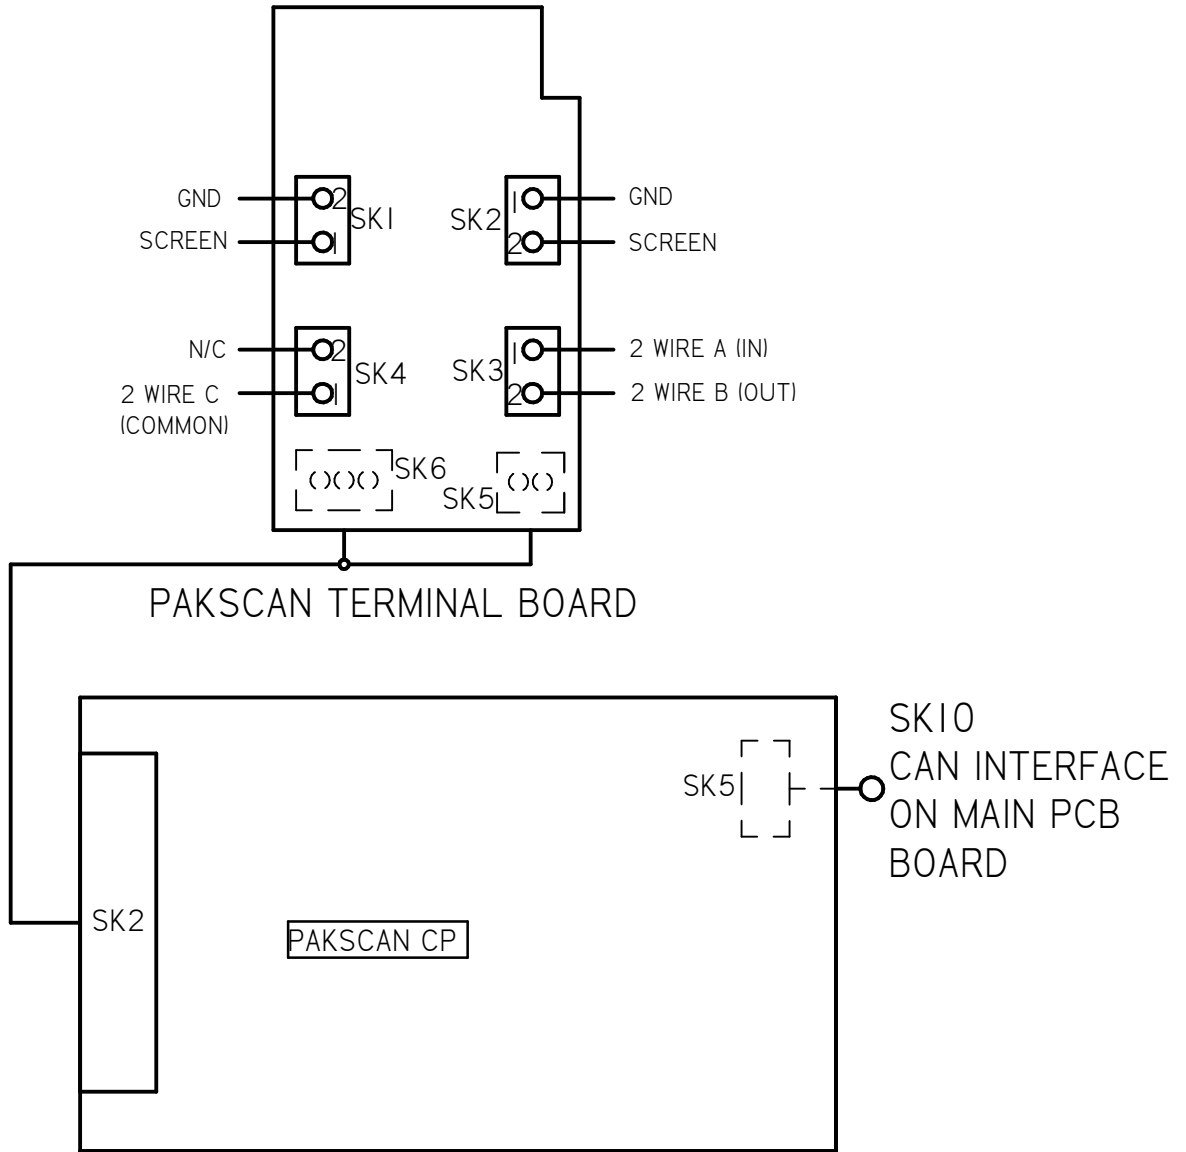 GND
2
SK1
SK2
1
GND
SCREEN
1
2
SCREEN
N/C
2
SK4
SK3
1
2 WIRE A (IN)
2 WIRE C
(COMMON)
1
2
2 WIRE B (OUT)
SK6
SK5
PAKSCAN TERMINAL BOARD
SK10
CAN INTERFACE
ON MAIN PCB
BOARD
SK5
SK2
PAKSCAN CP